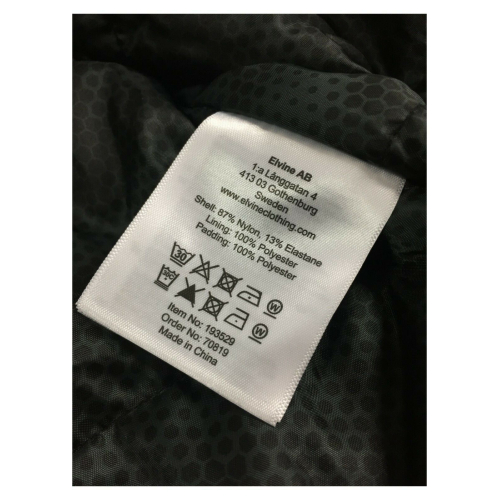 Elvine AB
1:a Långgatan 4
413 03 Gothenburg
Sweden
www.elvineclothing.com
Shell: 87% Nylon, 13% Elastane
Lining: 100% Polyester
Padding: 100% Polyester
30 W
W
Item No: 193529
Order No: 70819
Made in China